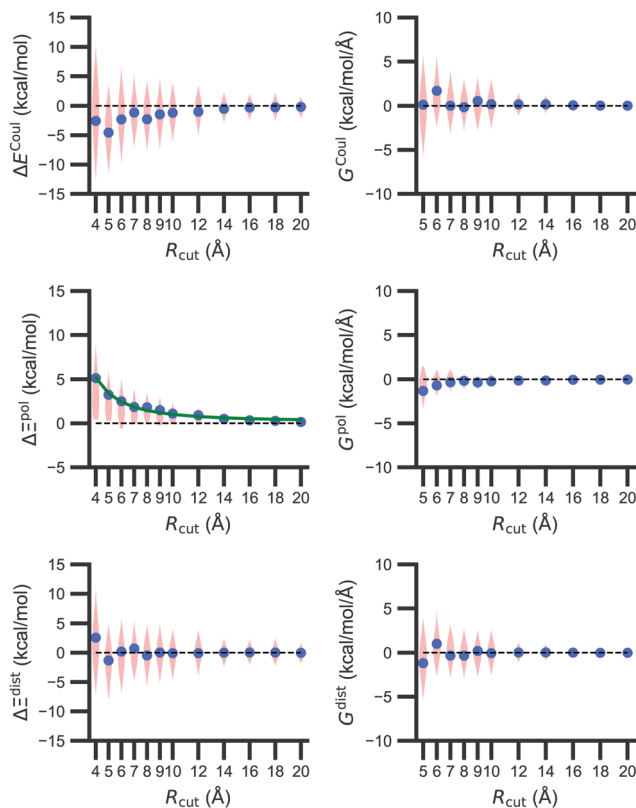 15
10
5
0
−5
−10
−15
ΔE^Coul (kcal/mol)
4 5 6 7 8 9 10 12 14 16 18 20
R_cut (Å)
10
5
0
−5
−10
G^Coul (kcal/mol/Å)
5 6 7 8 9 10 12 14 16 18 20
R_cut (Å)
15
10
5
0
−5
ΔΞ^pol (kcal/mol)
4 5 6 7 8 9 10 12 14 16 18 20
R_cut (Å)
10
5
0
−5
−10
G^pol (kcal/mol/Å)
5 6 7 8 9 10 12 14 16 18 20
R_cut (Å)
15
10
5
0
−5
−10
−15
ΔΞ^dist (kcal/mol)
4 5 6 7 8 9 10 12 14 16 18 20
R_cut (Å)
10
5
0
−5
−10
G^dist (kcal/mol/Å)
5 6 7 8 9 10 12 14 16 18 20
R_cut (Å)